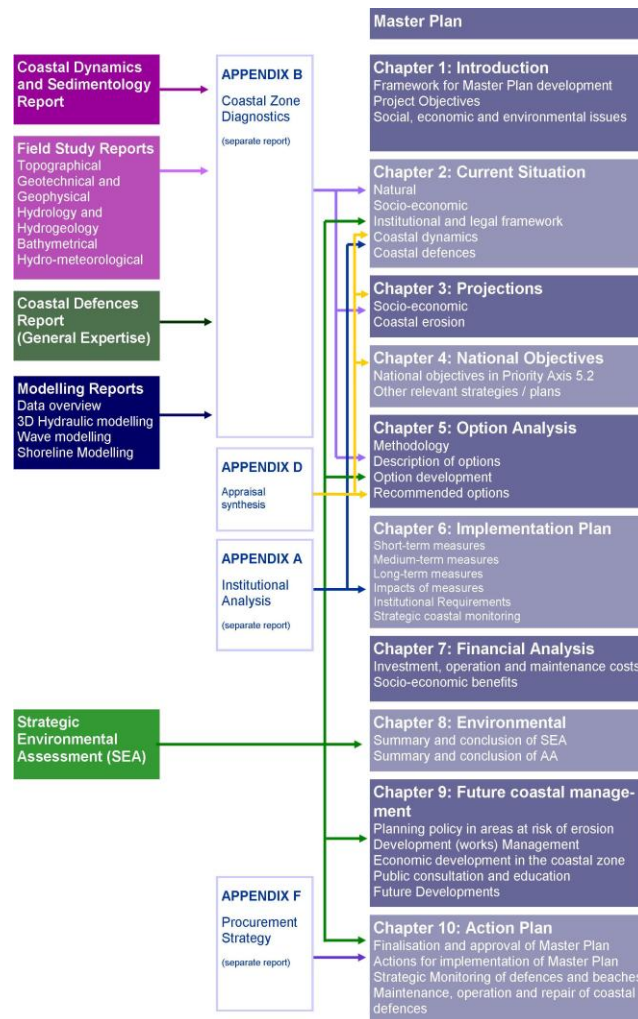 Master Plan
Coastal Dynamics
and Sedimentology
Report
Field Study Reports
Topographical
Geotechnical and
Geophysical
Hydrology and
Hydrogeology
Bathymetrical
Hydro-meteorological
Coastal Defences
Report
(General Expertise)
Modelling Reports
Data overview
3D Hydraulic modelling
Wave modelling
Shoreline Modelling
Strategic
Environmental
Assessment (SEA)
APPENDIX B
Coastal Zone
Diagnostics
(separate report)
APPENDIX D
Appraisal
synthesis
APPENDIX A
Institutional
Analysis
(separate report)
APPENDIX F
Procurement
Strategy
(separate report)
Chapter 1: Introduction
Framework for Master Plan development
Project Objectives
Social, economic and environmental issues
Chapter 2: Current Situation
Natural
Socio-economic
Institutional and legal framework
Coastal dynamics
Coastal defences
Chapter 3: Projections
Socio-economic
Coastal erosion
Chapter 4: National Objectives
National objectives in Priority Axis 5.2
Other relevant strategies / plans
Chapter 5: Option Analysis
Methodology
Description of options
Option development
Recommended options
Chapter 6: Implementation Plan
Short-term measures
Medium-term measures
Long-term measures
Impacts of measures
Institutional Requirements
Strategic coastal monitoring
Chapter 7: Financial Analysis
Investment, operation and maintenance costs
Socio-economic benefits
Chapter 8: Environmental
Summary and conclusion of SEA
Summary and conclusion of AA
Chapter 9: Future coastal manage-
ment
Planning policy in areas at risk of erosion
Development (works) Management
Economic development in the coastal zone
Public consultation and education
Future Developments
Chapter 10: Action Plan
Finalisation and approval of Master Plan
Actions for implementation of Master Plan
Strategic Monitoring of defences and beaches
Maintenance, operation and repair of coastal
defences